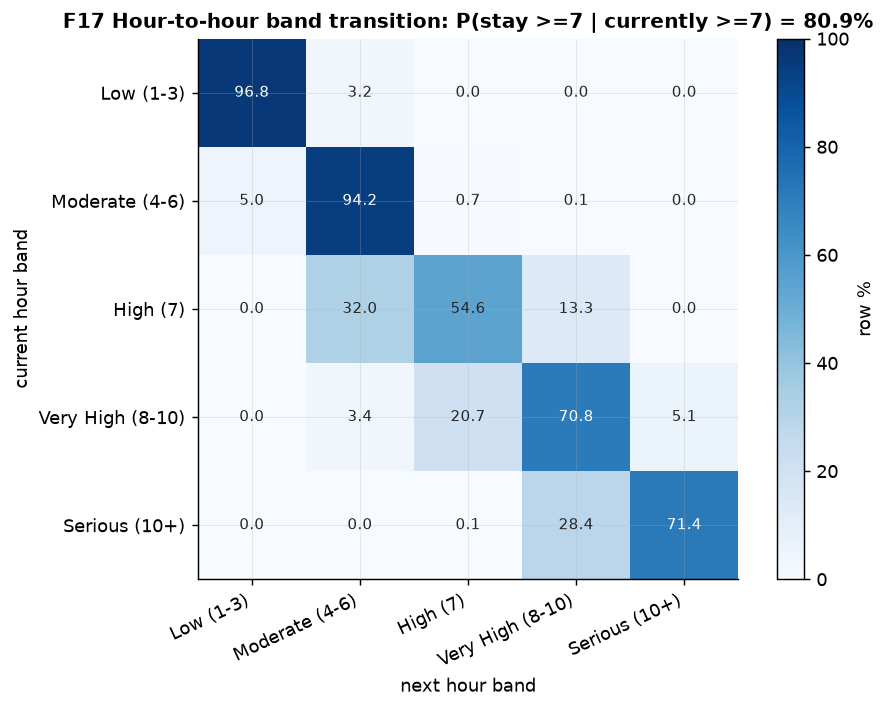 F17 Hour-to-hour band transition: P(stay >=7 | currently >=7) = 80.9%
current hour band
Low (1-3) 96.8 3.2 0.0 0.0 0.0
Moderate (4-6) 5.0 94.2 0.7 0.1 0.0
High (7) 0.0 32.0 54.6 13.3 0.0
Very High (8-10) 0.0 3.4 20.7 70.8 5.1
Serious (10+) 0.0 0.0 0.1 28.4 71.4
Low (1-3) Moderate (4-6) High (7) Very High (8-10) Serious (10+)
next hour band
100
80
60
40
20
0
row %